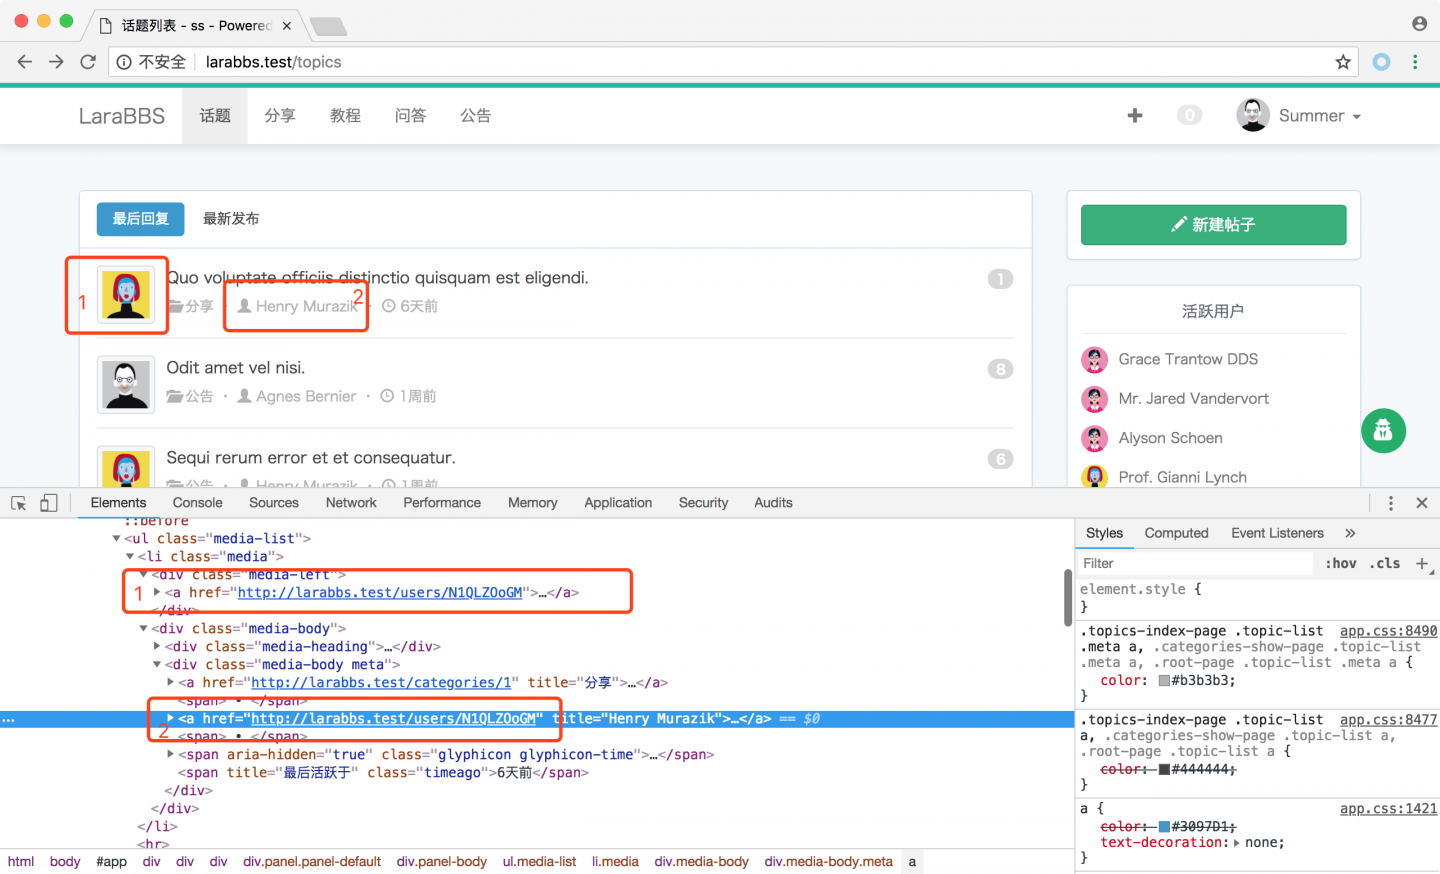 话题列表 - ss - Powered
不安全 larabbs.test/topics
LaraBBS 话题 分享 教程 问答 公告 0 Summer
最后回复 最新发布
新建帖子
1
Quo voluptate officiis distinctio quisquam est eligendi. 1
分享 · Henry Murazik · 6天前
2
Odit amet vel nisi. 8
公告 · Agnes Bernier · 1周前
Sequi rerum error et et consequatur. 6
公告 · Henry Murazik · 1周前
活跃用户
Grace Trantow DDS
Mr. Jared Vandervort
Alyson Schoen
Prof. Gianni Lynch
Elements Console Sources Network Performance Memory Application Security Audits
::before
<ul class="media-list">
<li class="media">
<div class="media-left">
1 <a href="http://larabbs.test/users/N1QLZOoGM">…</a>
</div>
<div class="media-body">
<div class="media-heading">…</div>
<div class="media-body meta">
<a href="http://larabbs.test/categories/1" title="分享">…</a>
<span> • </span>
… <a href="http://larabbs.test/users/N1QLZOoGM" title="Henry Murazik">…</a> == $0
2 <span> • </span>
<span aria-hidden="true" class="glyphicon glyphicon-time">…</span>
<span title="最后活跃于" class="timeago">6天前</span>
</div>
</div>
</li>
<hr>
html body #app div div div div.panel.panel-default div.panel-body ul.media-list li.media div.media-body div.media-body.meta a
Styles Computed Event Listeners »
Filter :hov .cls +
element.style {
}
.topics-index-page .topic-list app.css:8490
.meta a, .categories-show-page .topic-list
.meta a, .root-page .topic-list .meta a {
color: #b3b3b3;
}
.topics-index-page .topic-list app.css:8477
a, .categories-show-page .topic-list a,
.root-page .topic-list a {
color: #444444;
}
a { app.css:1421
color: #3097D1;
text-decoration: none;
}